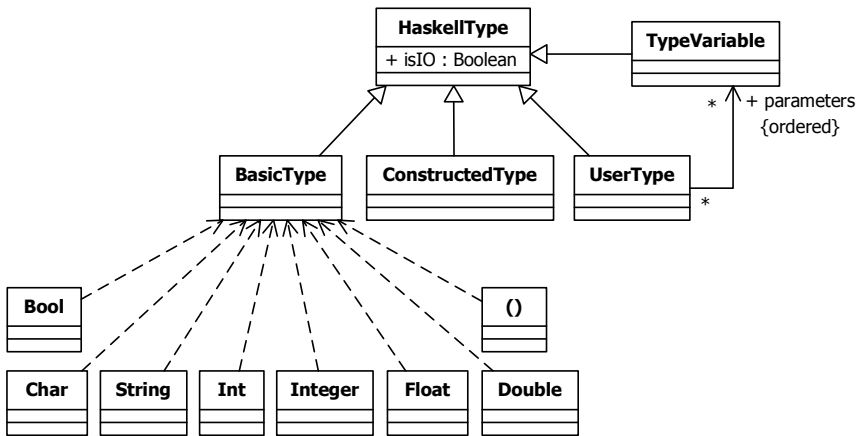 HaskellType
+ isIO : Boolean
TypeVariable
* + parameters
{ordered}
BasicType
ConstructedType
UserType
*
Bool
()
Char
String
Int
Integer
Float
Double